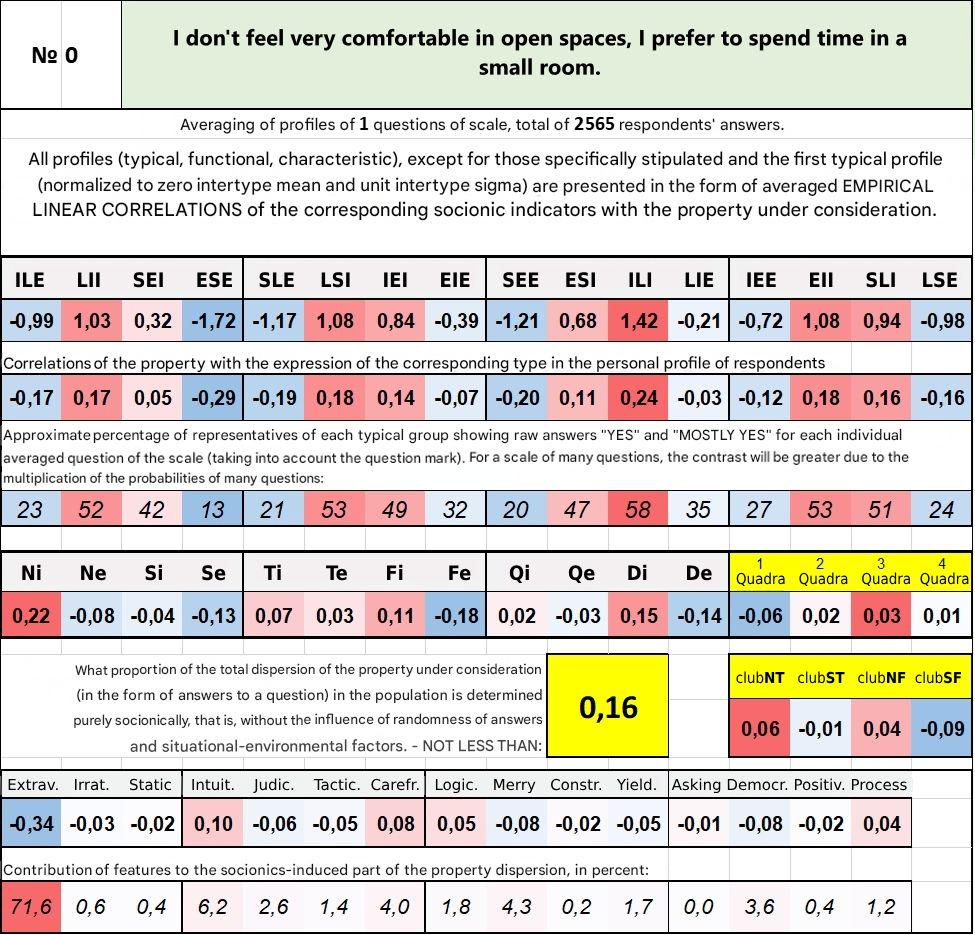 № 0
I don't feel very comfortable in open spaces, I prefer to spend time in a
small room.
Averaging of profiles of 1 questions of scale, total of 2565 respondents' answers.
All profiles (typical, functional, characteristic), except for those specifically stipulated and the first typical profile
(normalized to zero intertype mean and unit intertype sigma) are presented in the form of averaged EMPIRICAL
LINEAR CORRELATIONS of the corresponding socionic indicators with the property under consideration.
ILE LII SEI ESE SLE LSI IEI EIE SEE ESI ILI LIE IEE EII SLI LSE
-0,99 1,03 0,32 -1,72 -1,17 1,08 0,84 -0,39 -1,21 0,68 1,42 -0,21 -0,72 1,08 0,94 -0,98
Correlations of the property with the expression of the corresponding type in the personal profile of respondents
-0,17 0,17 0,05 -0,29 -0,19 0,18 0,14 -0,07 -0,20 0,11 0,24 -0,03 -0,12 0,18 0,16 -0,16
Approximate percentage of representatives of each typical group showing raw answers "YES" and "MOSTLY YES" for each individual
averaged question of the scale (taking into account the question mark). For a scale of many questions, the contrast will be greater due to the
multiplication of the probabilities of many questions:
23 52 42 13 21 53 49 32 20 47 58 35 27 53 51 24
Ni Ne Si Se Ti Te Fi Fe Qi Qe Di De 1 Quadra 2 Quadra 3 Quadra 4 Quadra
0,22 -0,08 -0,04 -0,13 0,07 0,03 0,11 -0,18 0,02 -0,03 0,15 -0,14 -0,06 0,02 0,03 0,01
What proportion of the total dispersion of the property under consideration
(in the form of answers to a question) in the population is determined
purely socionically, that is, without the influence of randomness of answers
and situational-environmental factors. - NOT LESS THAN:
0,16
clubNT clubST clubNF clubSF
0,06 -0,01 0,04 -0,09
Extrav. Irrat. Static Intuit. Judic. Tactic. Carefr. Logic. Merry Constr. Yield. Asking Democr. Positiv. Process
-0,34 -0,03 -0,02 0,10 -0,06 -0,05 0,08 0,05 -0,08 -0,02 -0,05 -0,01 -0,08 -0,02 0,04
Contribution of features to the socionics-induced part of the property dispersion, in percent:
71,6 0,6 0,4 6,2 2,6 1,4 4,0 1,8 4,3 0,2 1,7 0,0 3,6 0,4 1,2